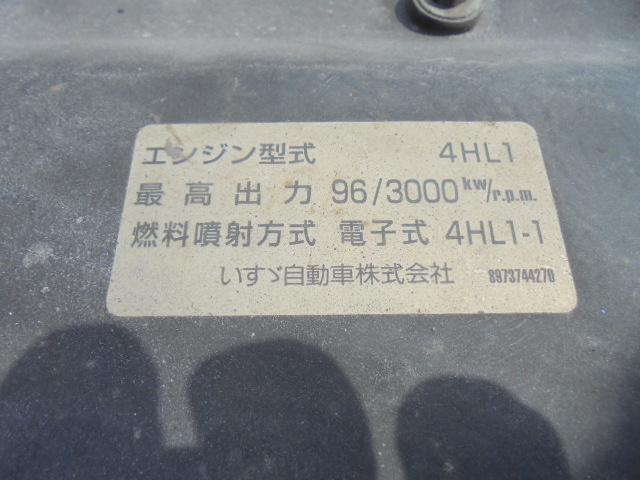 エンジン型式 4HL1
最高出力 96/3000 kw/r.p.m.
燃料噴射方式 電子式 4HL1-1
いすゞ自動車株式会社 8973744270